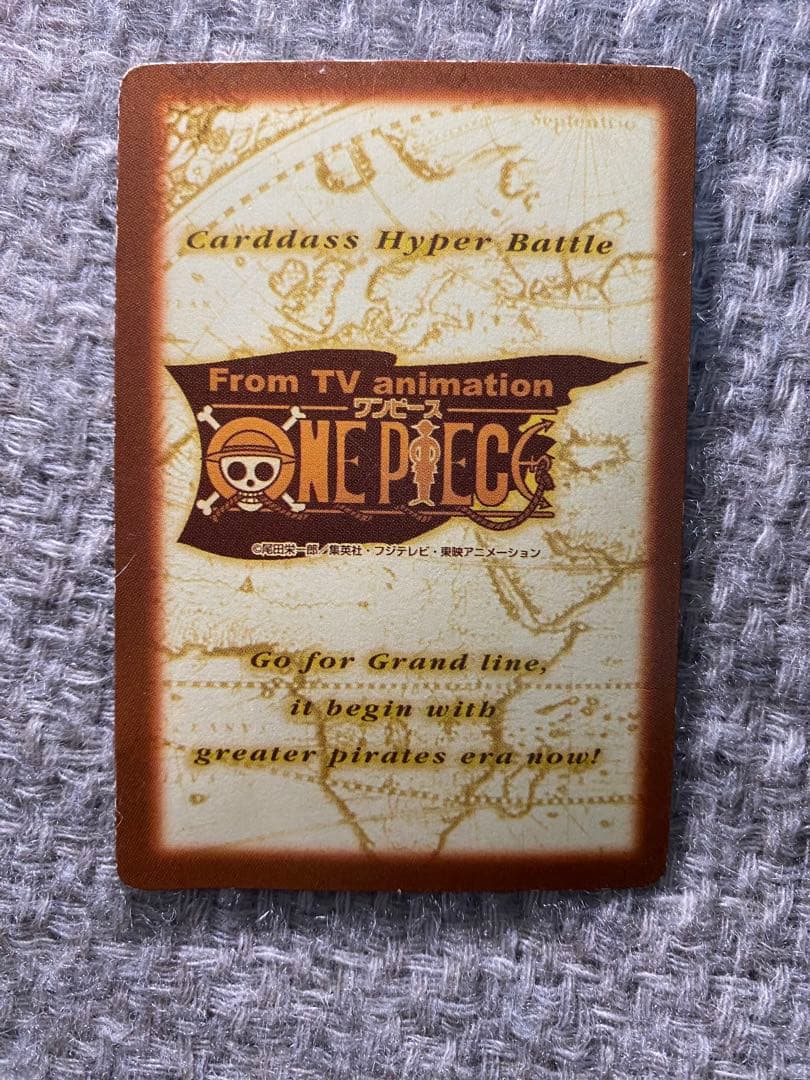 Septentrio
Carddass Hyper Battle
From TV animation
ワンピース
ONE PIECE
©尾田栄一郎／集英社・フジテレビ・東映アニメーション
Go for Grand line,
it begin with
greater pirates era now!